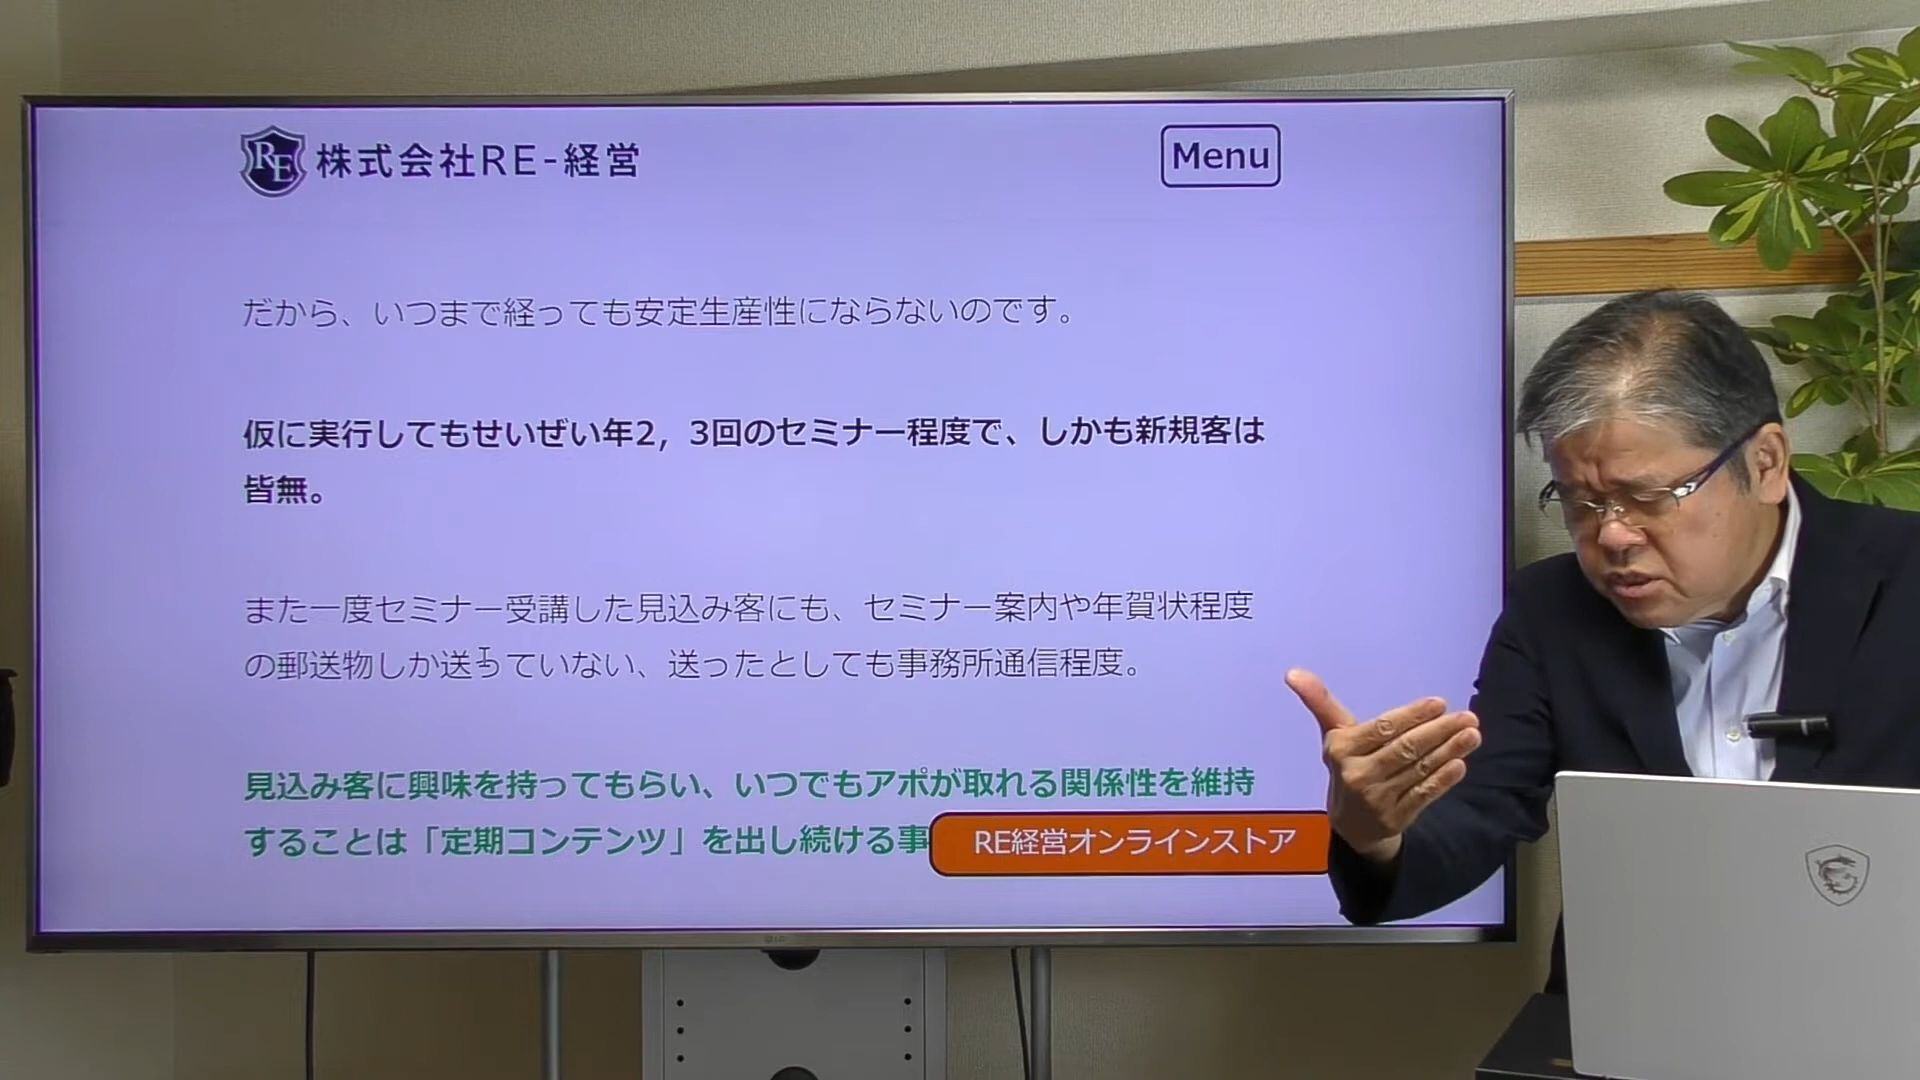 RE 株式会社RE-経営
Menu
だから、いつまで経っても安定生産性にならないのです。
仮に実行してもせいぜい年2，3回のセミナー程度で、しかも新規客は
皆無。
また一度セミナー受講した見込み客にも、セミナー案内や年賀状程度
の郵送物しか送っていない、送ったとしても事務所通信程度。
見込み客に興味を持ってもらい、いつでもアポが取れる関係性を維持
することは「定期コンテンツ」を出し続ける事
RE経営オンラインストア
LG